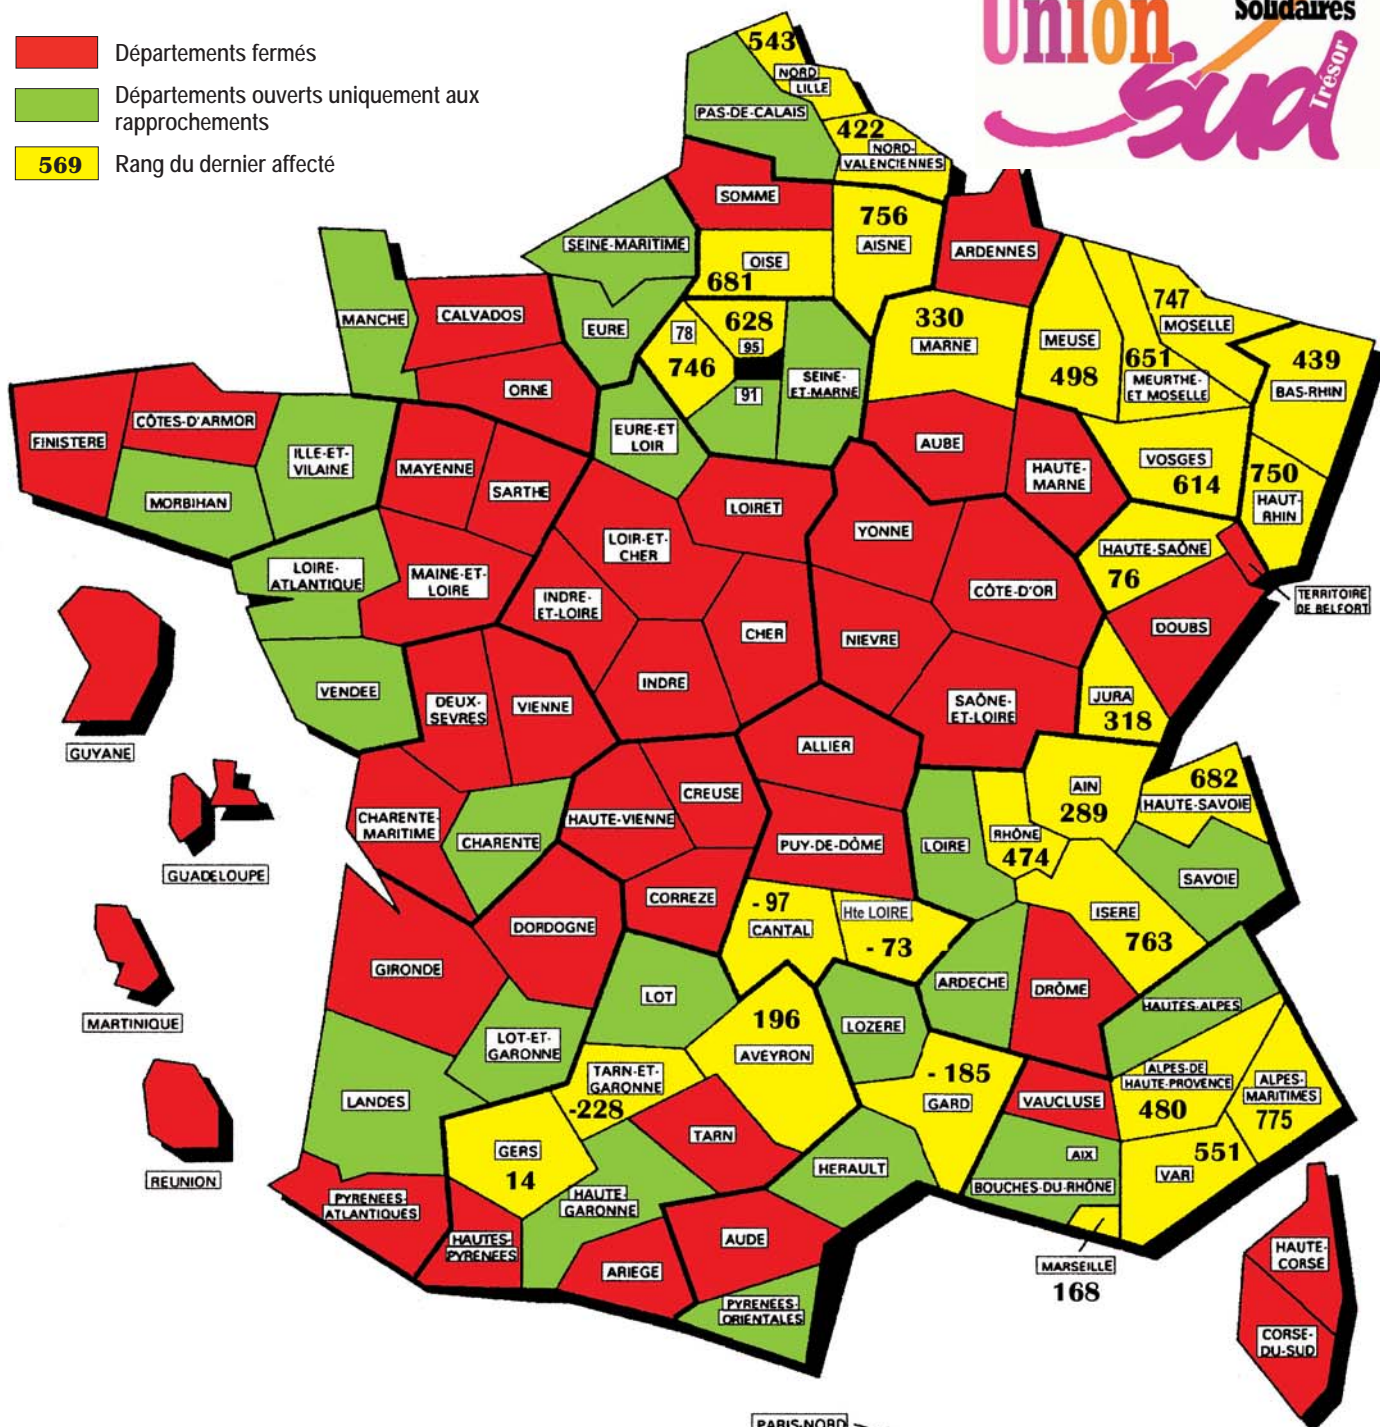 Union
Solidaires
Sud
Trésor
Départements fermés
Départements ouverts uniquement aux
rapprochements
569 Rang du dernier affecté
543
NORD
LILLE
PAS-DE-CALAIS
422
NORD-
VALENCIENNES
SOMME
756
AISNE
ARDENNES
SEINE-MARITIME
OISE
681
MANCHE
CALVADOS
EURE
78
746
628
95
91
SEINE-
ET-MARNE
330
MARNE
MEUSE
498
747
MOSELLE
651
MEURTHE-
ET MOSELLE
439
BAS-RHIN
ORNE
FINISTERE
CÔTES-D'ARMOR
ILLE-ET-
VILAINE
MORBIHAN
MAYENNE
SARTHE
EURE-ET
LOIR
AUBE
HAUTE-
MARNE
VOSGES
614
750
HAUT-
RHIN
LOIRET
YONNE
LOIR-ET-
CHER
HAUTE-SAÔNE
76
TERRITOIRE
DE BELFORT
LOIRE-
ATLANTIQUE
MAINE-ET-
LOIRE
INDRE-
ET-LOIRE
CHER
NIEVRE
CÔTE-D'OR
DOUBS
VENDEE
DEUX-
SEVRES
VIENNE
INDRE
SAÔNE-
ET-LOIRE
JURA
318
GUYANE
ALLIER
AIN
289
682
HAUTE-SAVOIE
CHARENTE-
MARITIME
CHARENTE
HAUTE-VIENNE
CREUSE
PUY-DE-DÔME
LOIRE
RHÔNE
474
SAVOIE
GUADELOUPE
CORREZE
- 97
CANTAL
Hte LOIRE
- 73
ISERE
763
DORDOGNE
GIRONDE
LOT
ARDECHE
DRÔME
HAUTES-ALPES
MARTINIQUE
LOT-ET-
GARONNE
196
AVEYRON
LOZERE
TARN-ET-
GARONNE
-228
- 185
GARD
VAUCLUSE
ALPES-DE
HAUTE-PROVENCE
480
ALPES-
MARITIMES
775
LANDES
TARN
GERS
14
HERAULT
AIX
BOUCHES-DU-RHÔNE
551
VAR
REUNION
PYRENEES-
ATLANTIQUES
HAUTE-
GARONNE
HAUTES-
PYRENEES
ARIEGE
AUDE
MARSEILLE
168
HAUTE-
CORSE
PYRENEES-
ORIENTALES
CORSE-
DU-SUD
PARIS-NORD